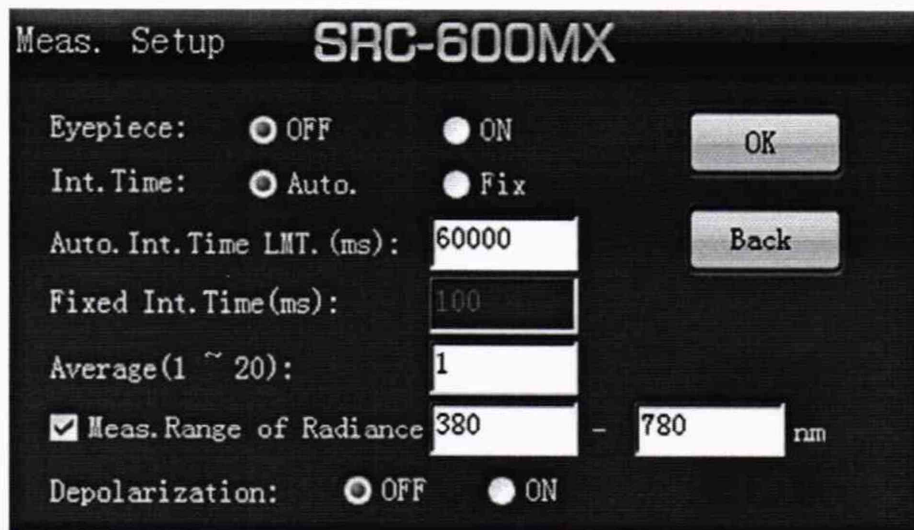 Meas. Setup SRC-600MX
Eyepiece: OFF ON OK
Int.Time: Auto. Fix
Auto.Int.Time LMT.(ms): 60000 Back
Fixed Int.Time(ms): 100
Average(1 ~ 20): 1
Meas.Range of Radiance 380 - 780 nm
Depolarization: OFF ON